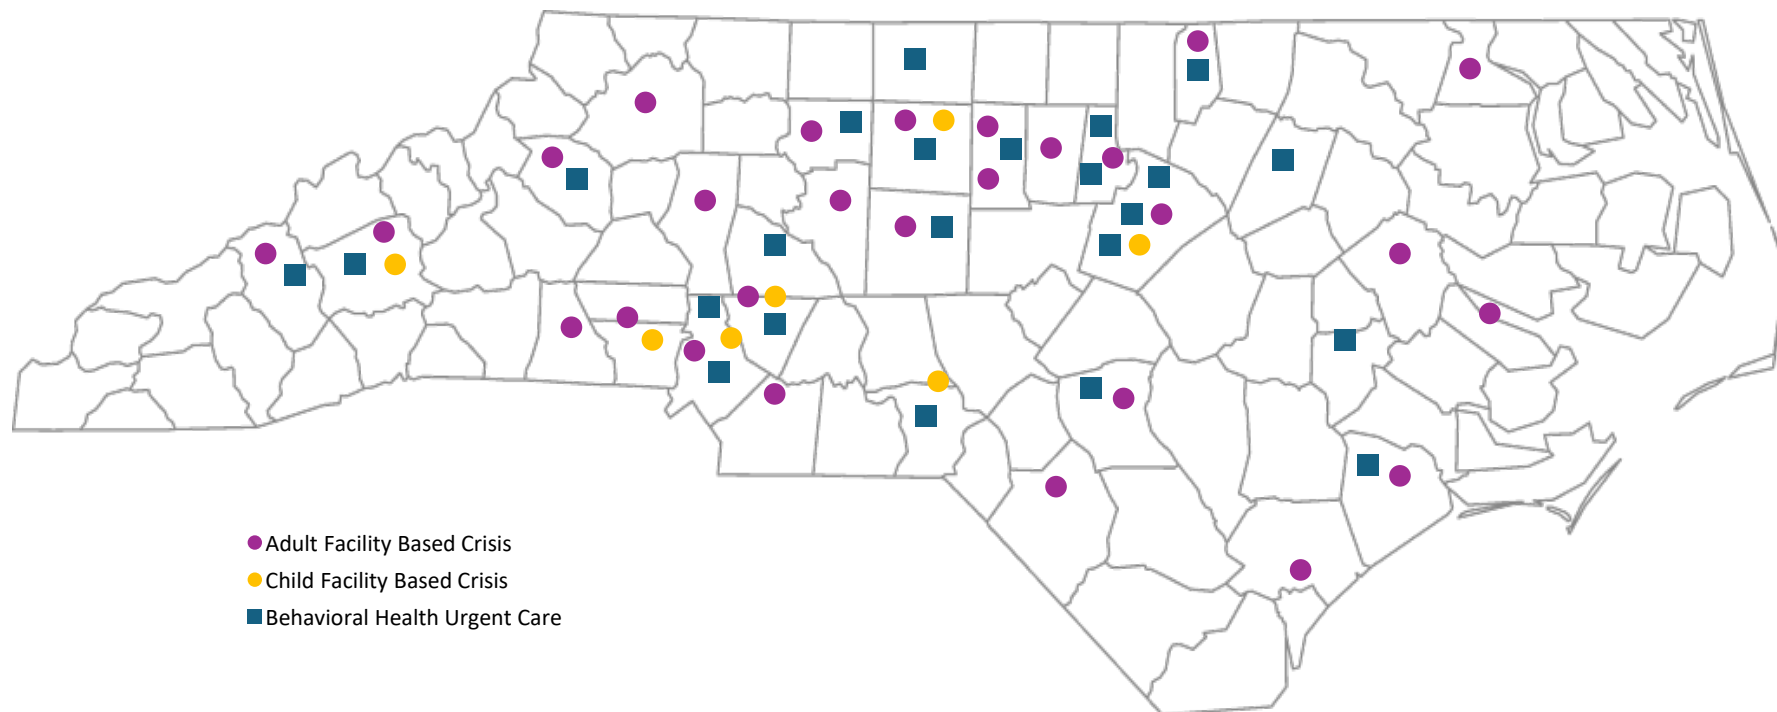 Adult Facility Based Crisis
Child Facility Based Crisis
Behavioral Health Urgent Care